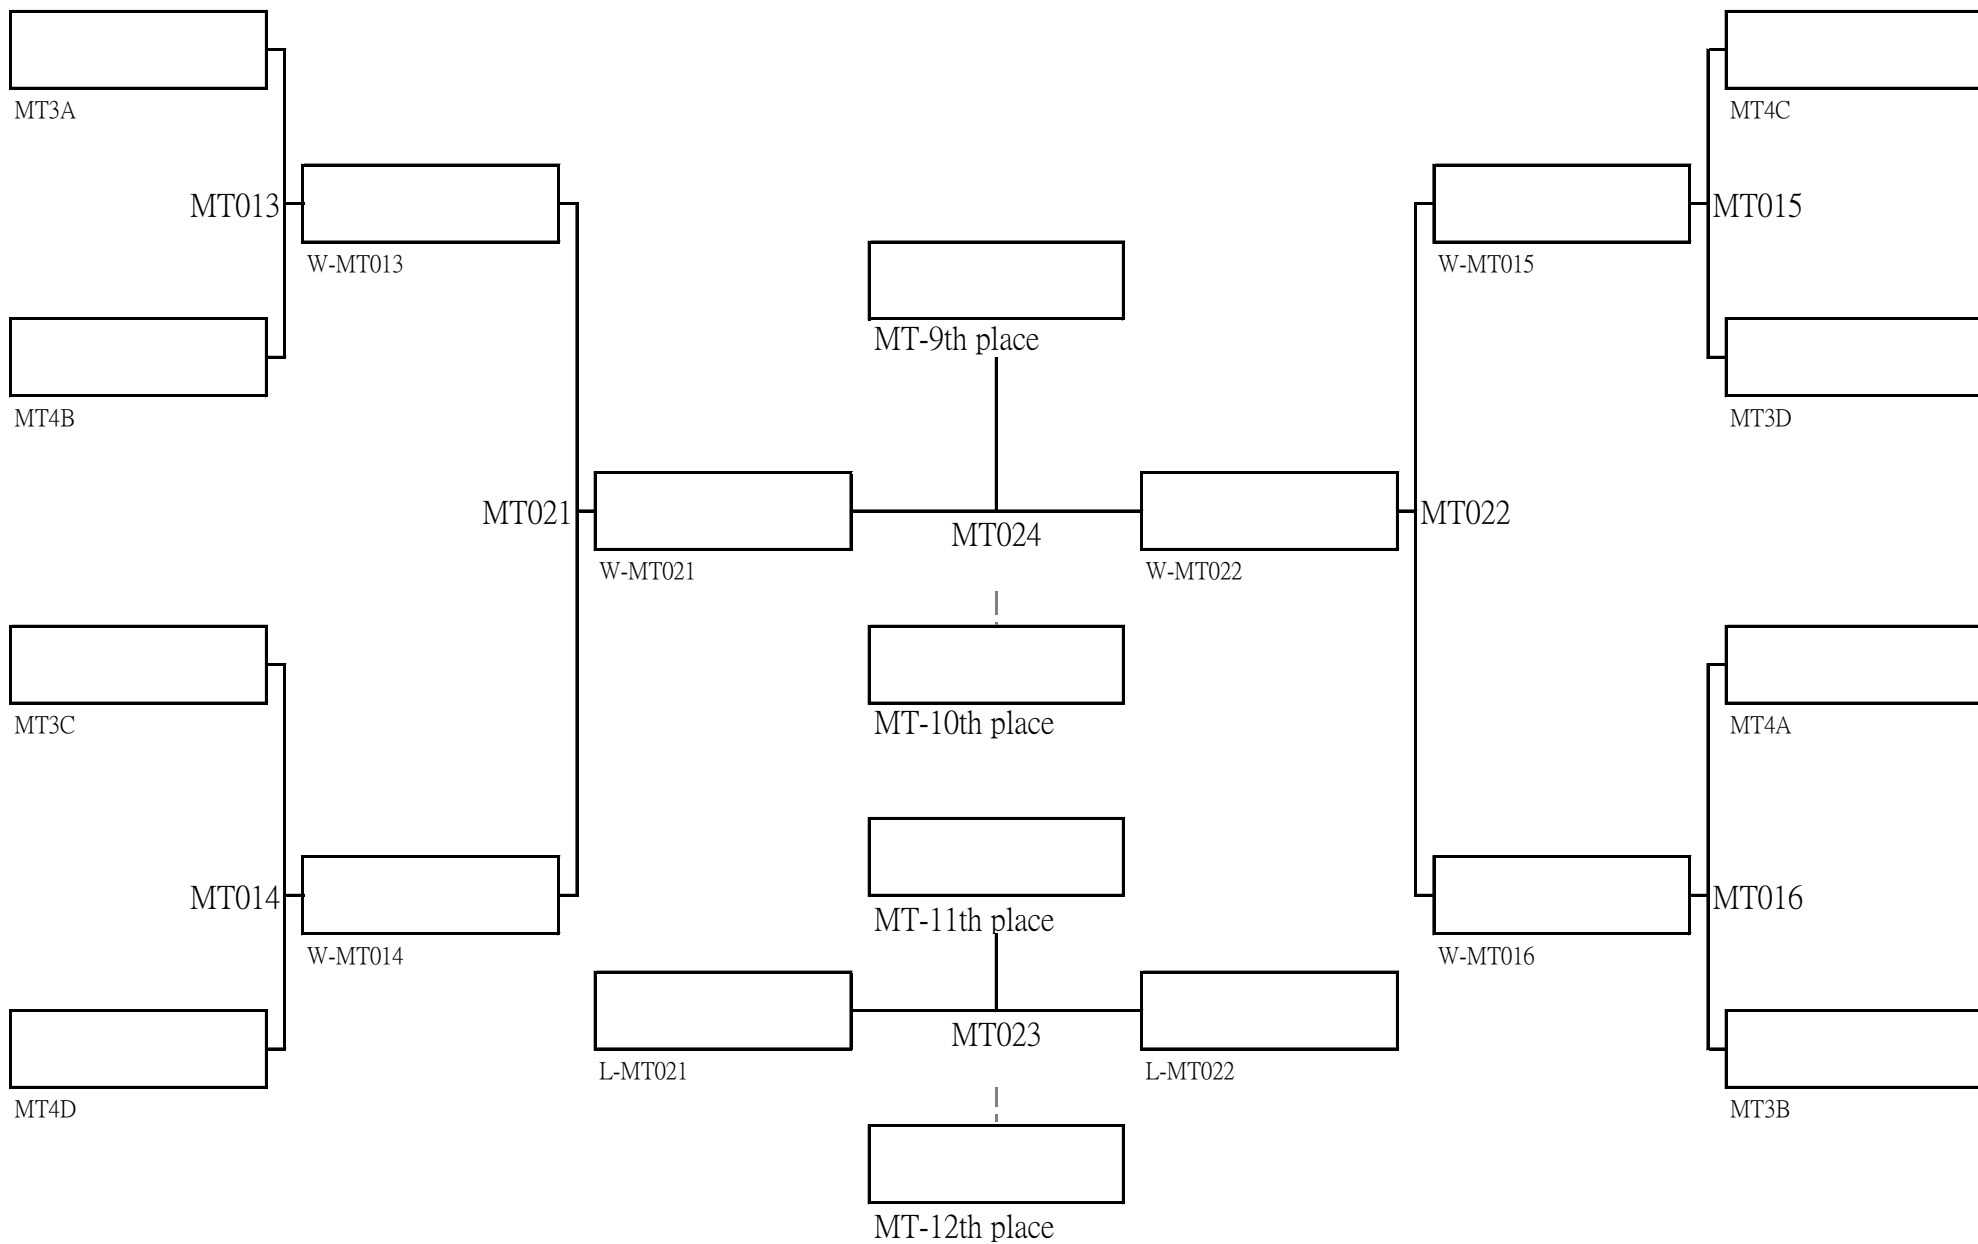 MT3A
MT4C
MT013
MT015
W-MT013
W-MT015
MT-9th place
MT4B
MT3D
MT021
MT024
MT022
W-MT021
W-MT022
MT3C
MT-10th place
MT4A
MT014
MT-11th place
MT016
W-MT014
W-MT016
MT023
L-MT021
L-MT022
MT4D
MT3B
MT-12th place